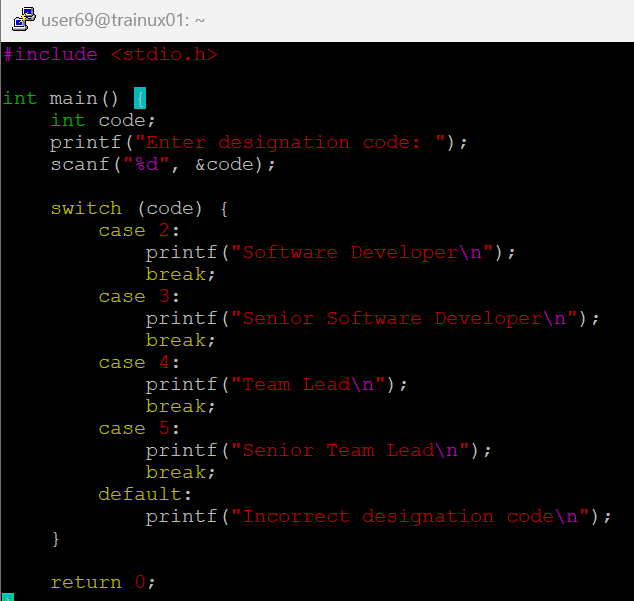 user69@trainux01: ~
#include <stdio.h>

int main() {
    int code;
    printf("Enter designation code: ");
    scanf("%d", &code);

    switch (code) {
        case 2:
            printf("Software Developer\n");
            break;
        case 3:
            printf("Senior Software Developer\n");
            break;
        case 4:
            printf("Team Lead\n");
            break;
        case 5:
            printf("Senior Team Lead\n");
            break;
        default:
            printf("Incorrect designation code\n");
    }

    return 0;
}